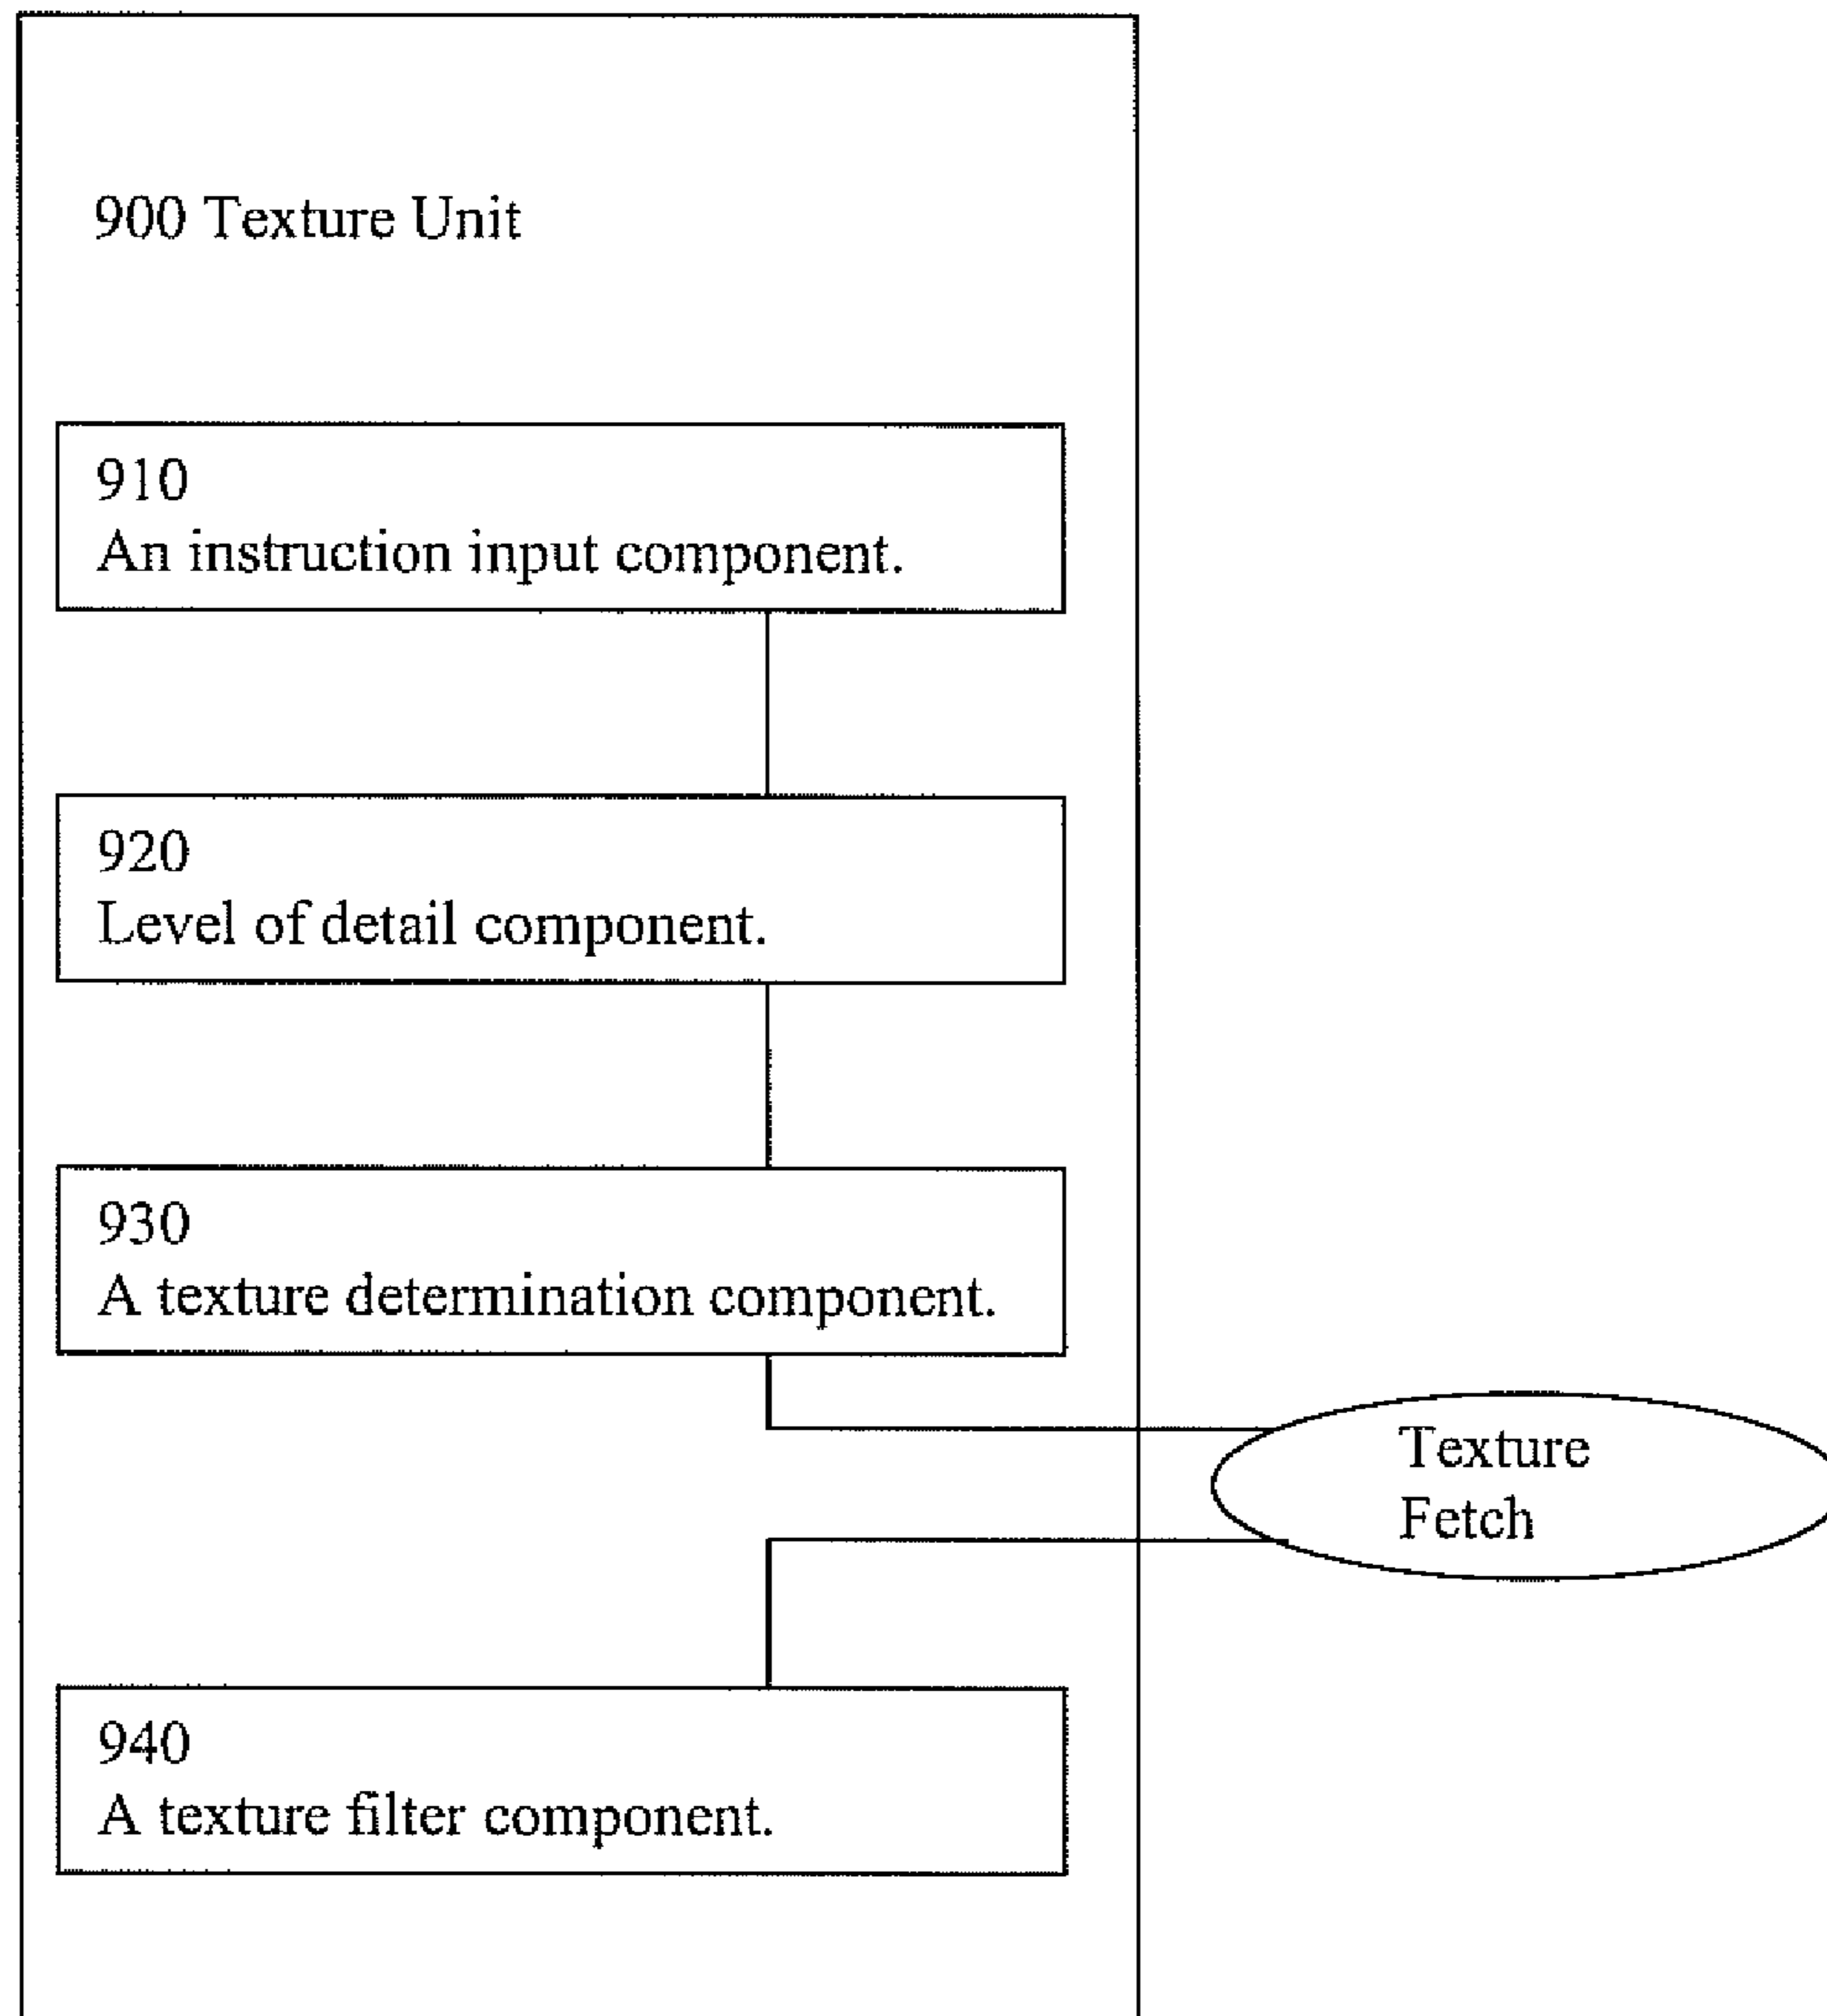 900 Texture Unit
910
An instruction input component.
920
Level of detail component.
930
A texture determination component.
Texture
Fetch
940
A texture filter component.